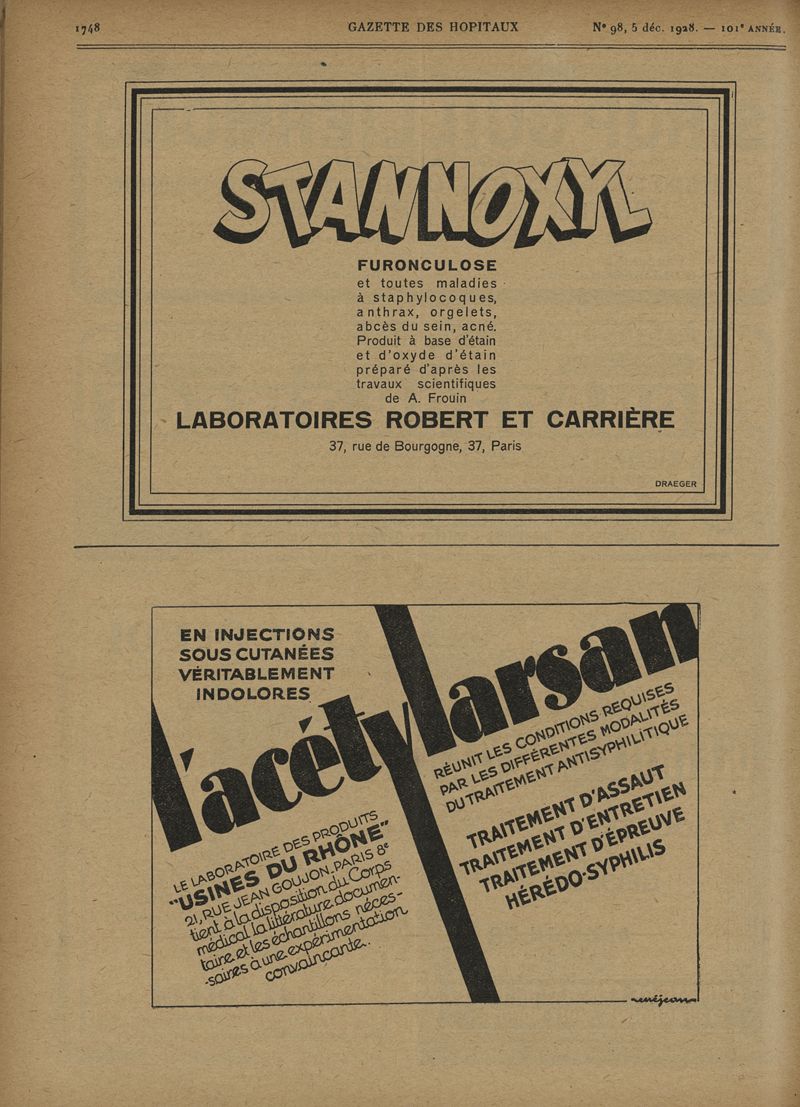 1748
GAZETTE DES HOPITAUX
N° 98, 5 déc. 1928. — 101e ANNÉE.
STANNOXYL
FURONCULOSE
et toutes maladies
à staphylocoques,
anthrax, orgelets,
abcès du sein, acné.
Produit à base d'étain
et d'oxyde d'étain
préparé d'après les
travaux scientifiques
de A. Frouin
LABORATOIRES ROBERT ET CARRIÈRE
37, rue de Bourgogne, 37, Paris
DRAEGER
EN INJECTIONS
SOUS CUTANÉES
VÉRITABLEMENT
INDOLORES
l'acétylarsan
RÉUNIT LES CONDITIONS REQUISES
PAR LES DIFFÉRENTES MODALITÉS
DU TRAITEMENT ANTISYPHILITIQUE
TRAITEMENT D'ASSAUT
TRAITEMENT D'ENTRETIEN
TRAITEMENT D'ÉPREUVE
HÉRÉDO-SYPHILIS
LE LABORATOIRE DES PRODUITS
"USINES DU RHÔNE"
21, RUE JEAN GOUJON-PARIS 8e
tient à la disposition du Corps
médical la littérature documen-
taire et les échantillons néces-
-saires à une expérimentation
convaincante.
renéjean